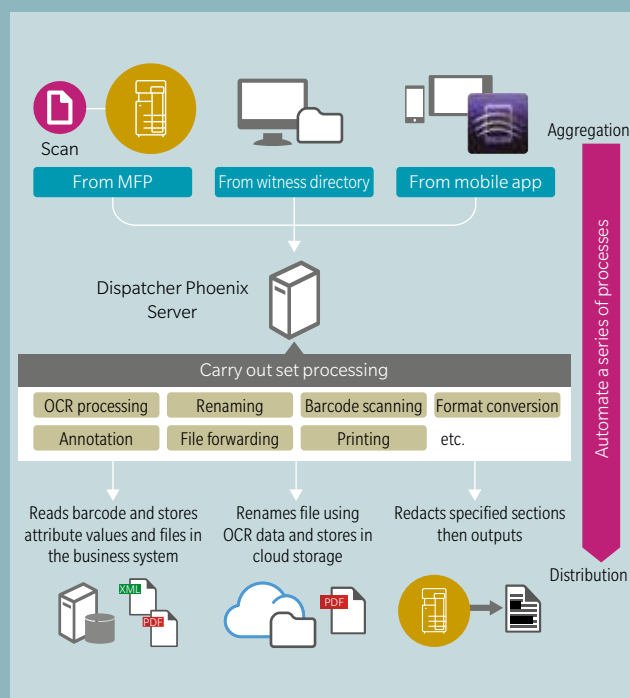 Scan
Aggregation
From MFP
From witness directory
From mobile app
Dispatcher Phoenix
Server
Automate a series of processes
Carry out set processing
OCR processing
Renaming
Barcode scanning
Format conversion
Annotation
File forwarding
Printing
etc.
Reads barcode and stores
attribute values and files in
the business system
Renames file using
OCR data and stores in
cloud storage
Redacts specified sections
then outputs
Distribution
XML
PDF
PDF